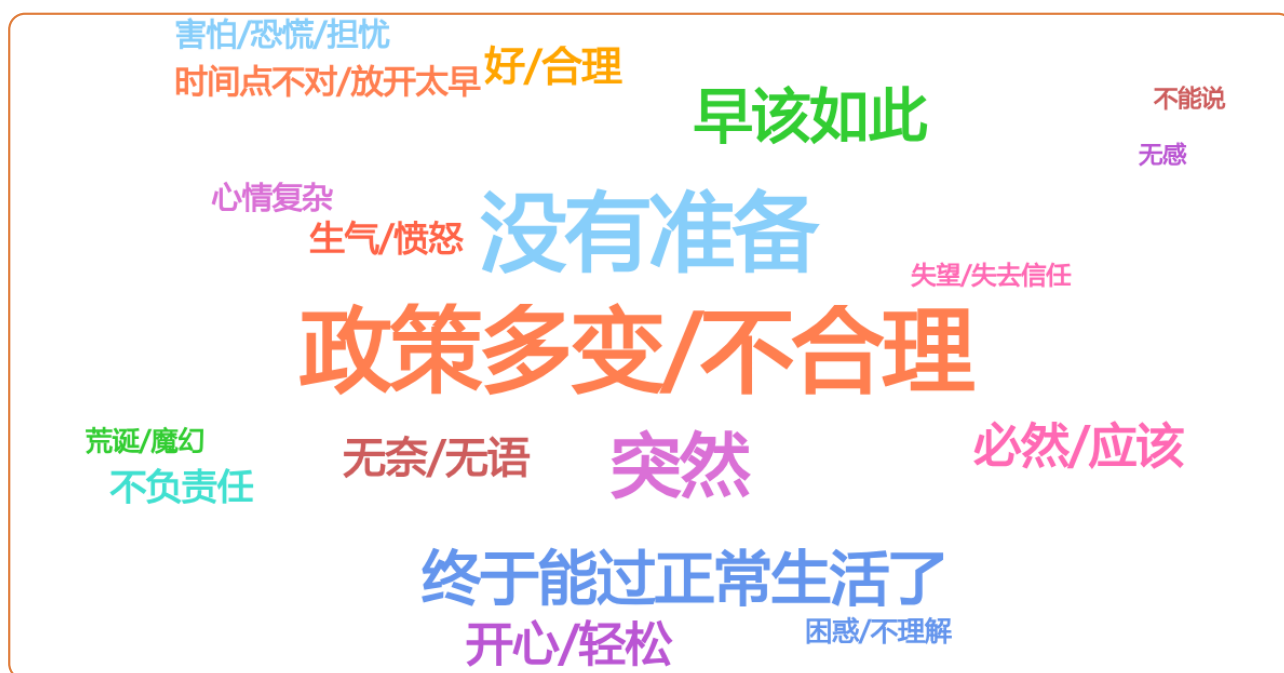 害怕/恐慌/担忧
时间点不对/放开太早
好/合理
早该如此
不能说
无感
心情复杂
生气/愤怒
没有准备
失望/失去信任
政策多变/不合理
荒诞/魔幻
不负责任
无奈/无语
突然
必然/应该
终于能过正常生活了
开心/轻松
困惑/不理解